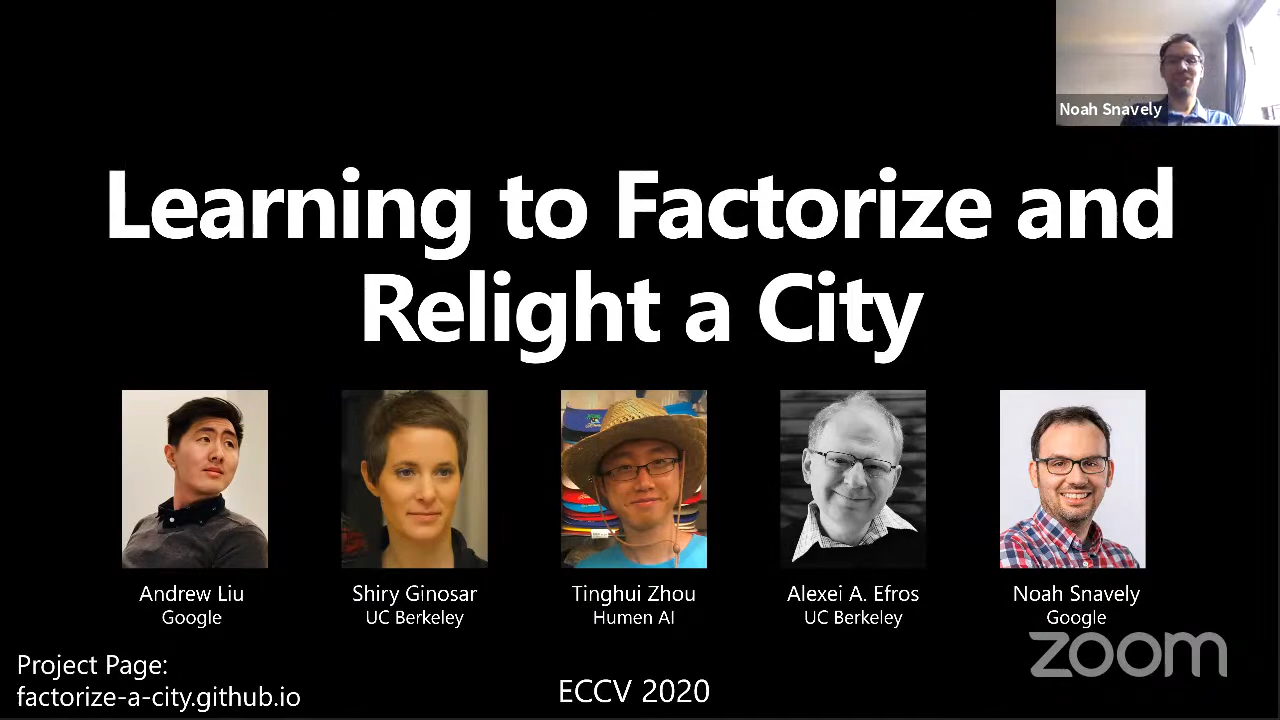 Noah Snavely
Learning to Factorize and
Relight a City
Andrew Liu
Google
Shiry Ginosar
UC Berkeley
Tinghui Zhou
Humen AI
Alexei A. Efros
UC Berkeley
Noah Snavely
Google
zoom
Project Page:
factorize-a-city.github.io
ECCV 2020